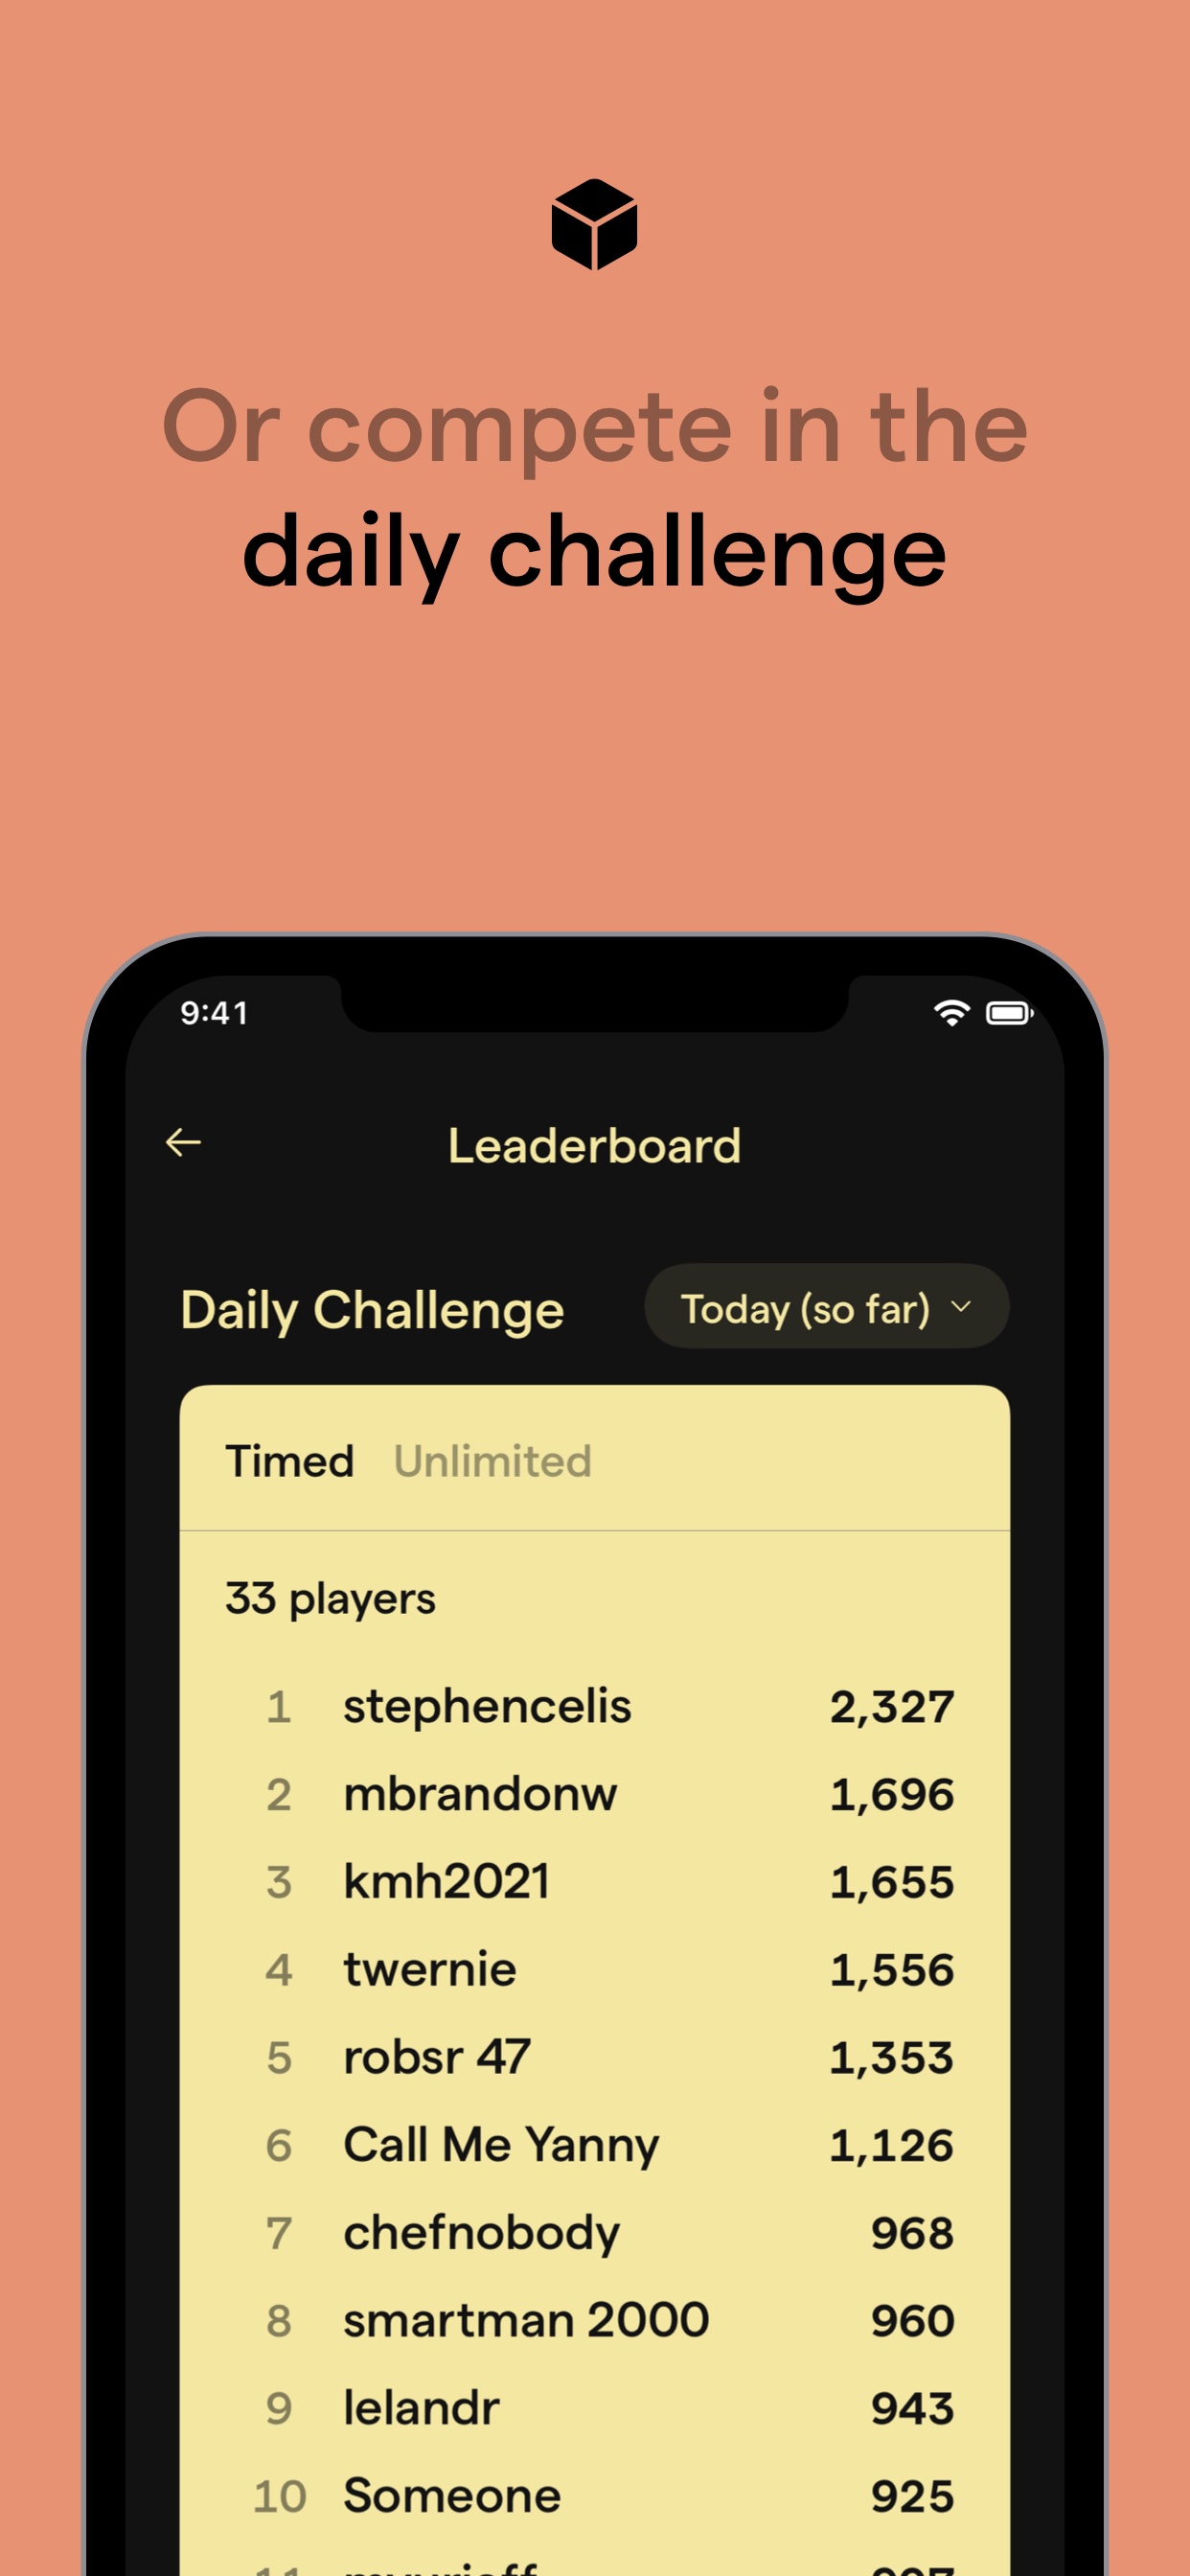 Or compete in the
daily challenge
9:41
Leaderboard
Daily Challenge Today (so far)
Timed Unlimited
33 players
1 stephencelis 2,327
2 mbrandonw 1,696
3 kmh2021 1,655
4 twernie 1,556
5 robsr 47 1,353
6 Call Me Yanny 1,126
7 chefnobody 968
8 smartman 2000 960
9 lelandr 943
10 Someone 925
11